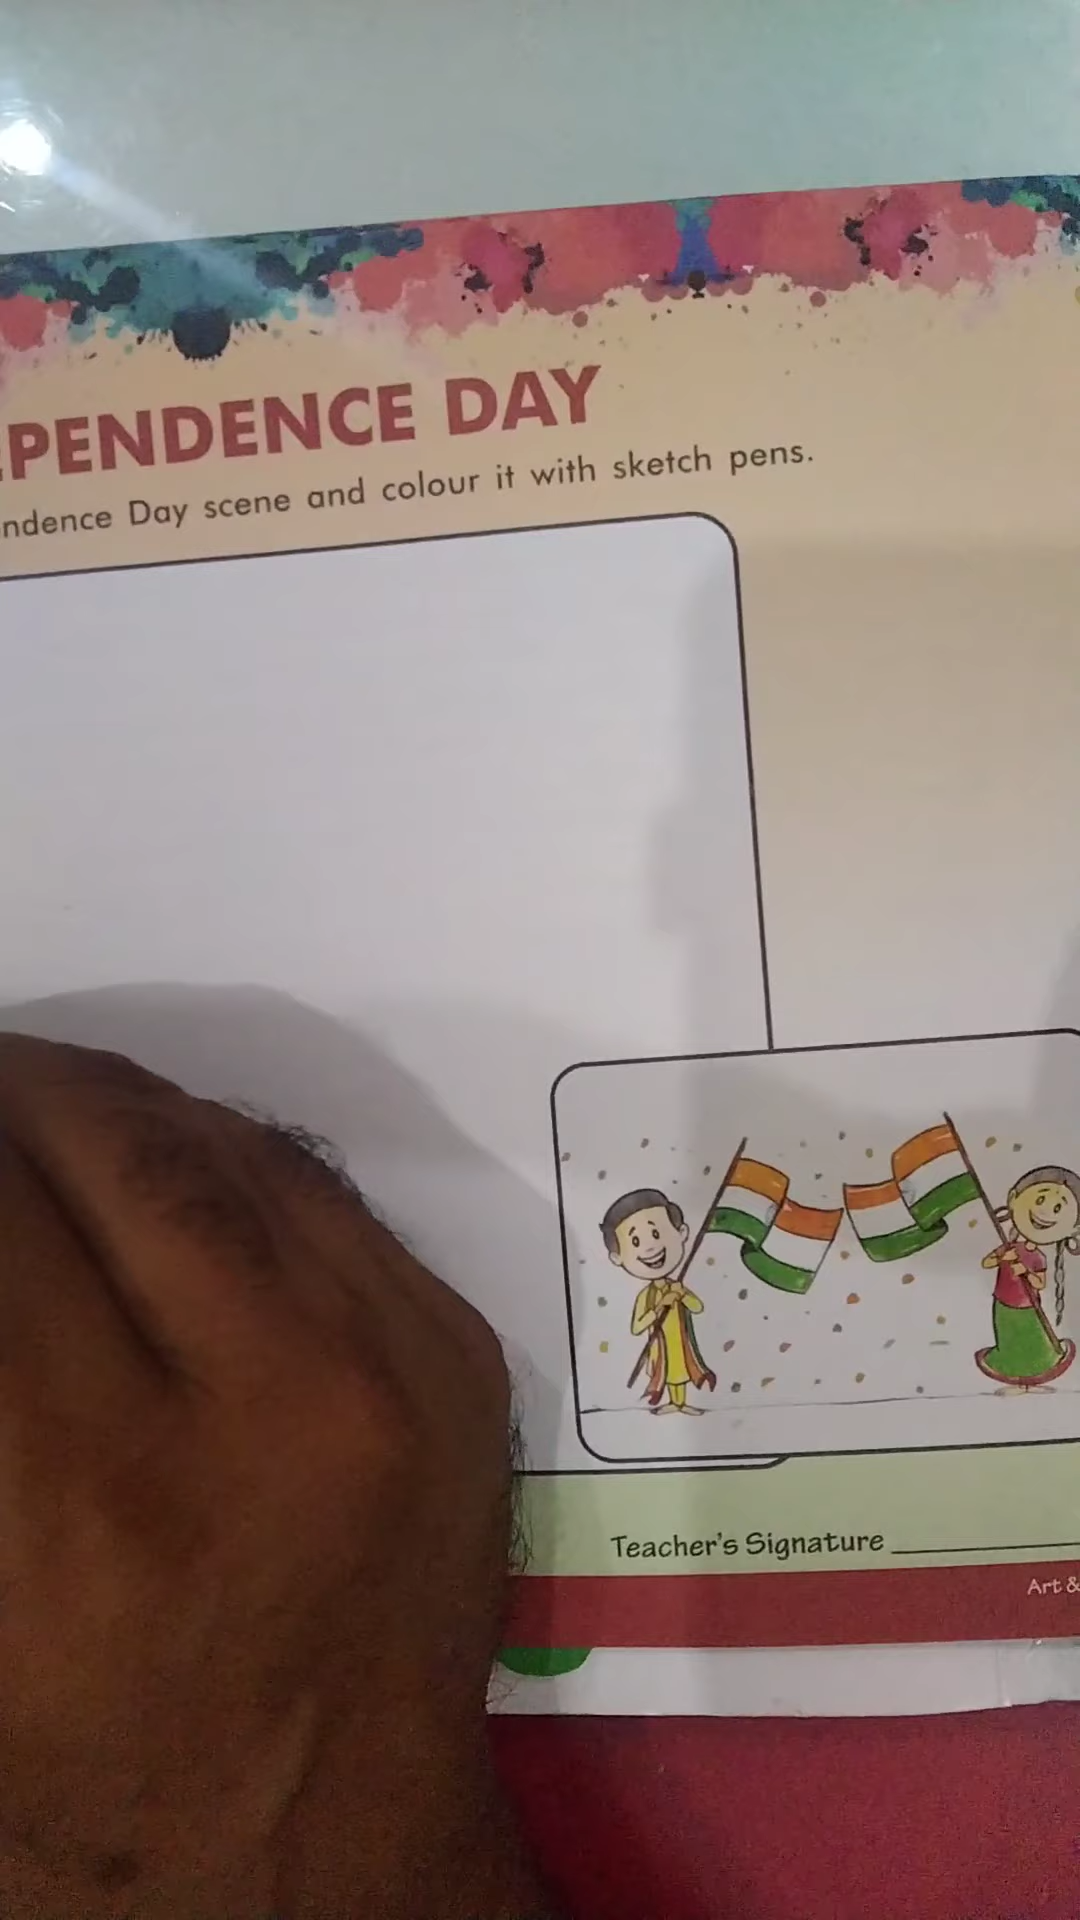 PENDENCE DAY
ndence Day scene and colour it with sketch pens.
Teacher's Signature
Art &